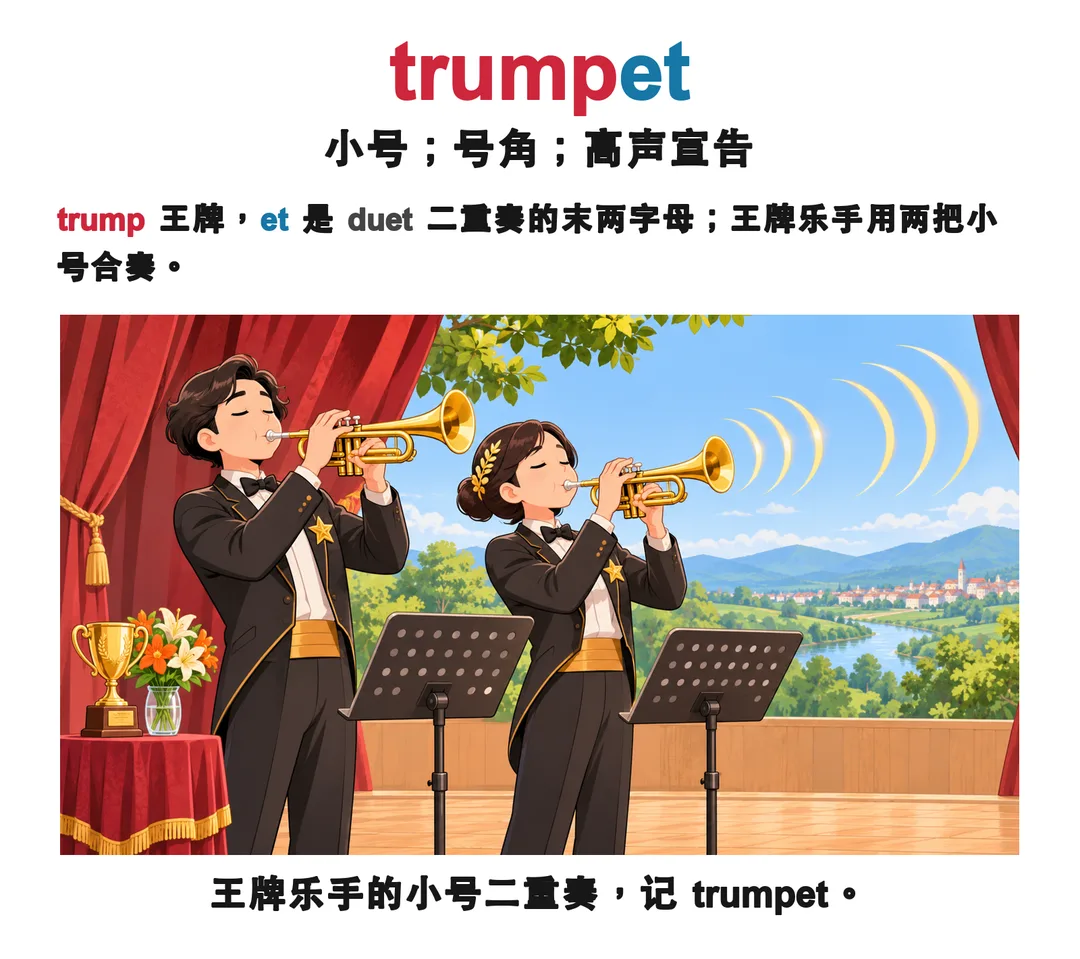 trumpet
小号；号角；高声宣告
trump 王牌，et 是 duet 二重奏的末两字母；王牌乐手用两把小
号合奏。
王牌乐手的小号二重奏，记 trumpet。